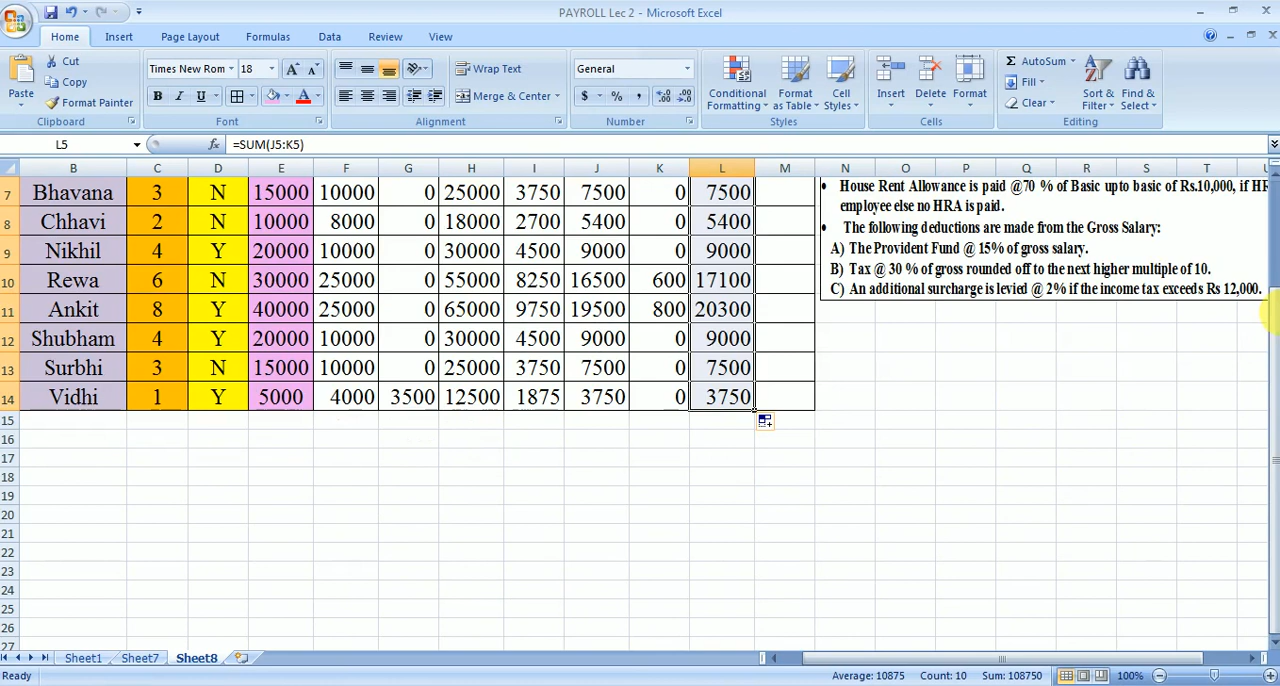 PAYROLL Lec 2 - Microsoft Excel
Home Insert Page Layout Formulas Data Review View
Paste Cut Copy Format Painter Clipboard
Times New Rom 18 A A B I U A Font
Wrap Text Merge & Center Alignment
General $ % , Number
Conditional Formatting Format as Table Cell Styles Styles
Insert Delete Format Cells
Σ AutoSum Fill Clear Sort & Filter Find & Select Editing
L5 fx =SUM(J5:K5)
B C D E F G H I J K L M N O P Q R S T U
7 Bhavana 3 N 15000 10000 0 25000 3750 7500 0 7500
8 Chhavi 2 N 10000 8000 0 18000 2700 5400 0 5400
9 Nikhil 4 Y 20000 10000 0 30000 4500 9000 0 9000
10 Rewa 6 N 30000 25000 0 55000 8250 16500 600 17100
11 Ankit 8 Y 40000 25000 0 65000 9750 19500 800 20300
12 Shubham 4 Y 20000 10000 0 30000 4500 9000 0 9000
13 Surbhi 3 N 15000 10000 0 25000 3750 7500 0 7500
14 Vidhi 1 Y 5000 4000 3500 12500 1875 3750 0 3750
• House Rent Allowance is paid @70 % of Basic upto basic of Rs.10,000, if HR
employee else no HRA is paid.
• The following deductions are made from the Gross Salary:
A) The Provident Fund @ 15% of gross salary.
B) Tax @ 30 % of gross rounded off to the next higher multiple of 10.
C) An additional surcharge is levied @ 2% if the income tax exceeds Rs 12,000.
15
16
17
18
19
20
21
22
23
24
25
26
27
Sheet1 Sheet7 Sheet8
Ready Average: 10875 Count: 10 Sum: 108750 100%